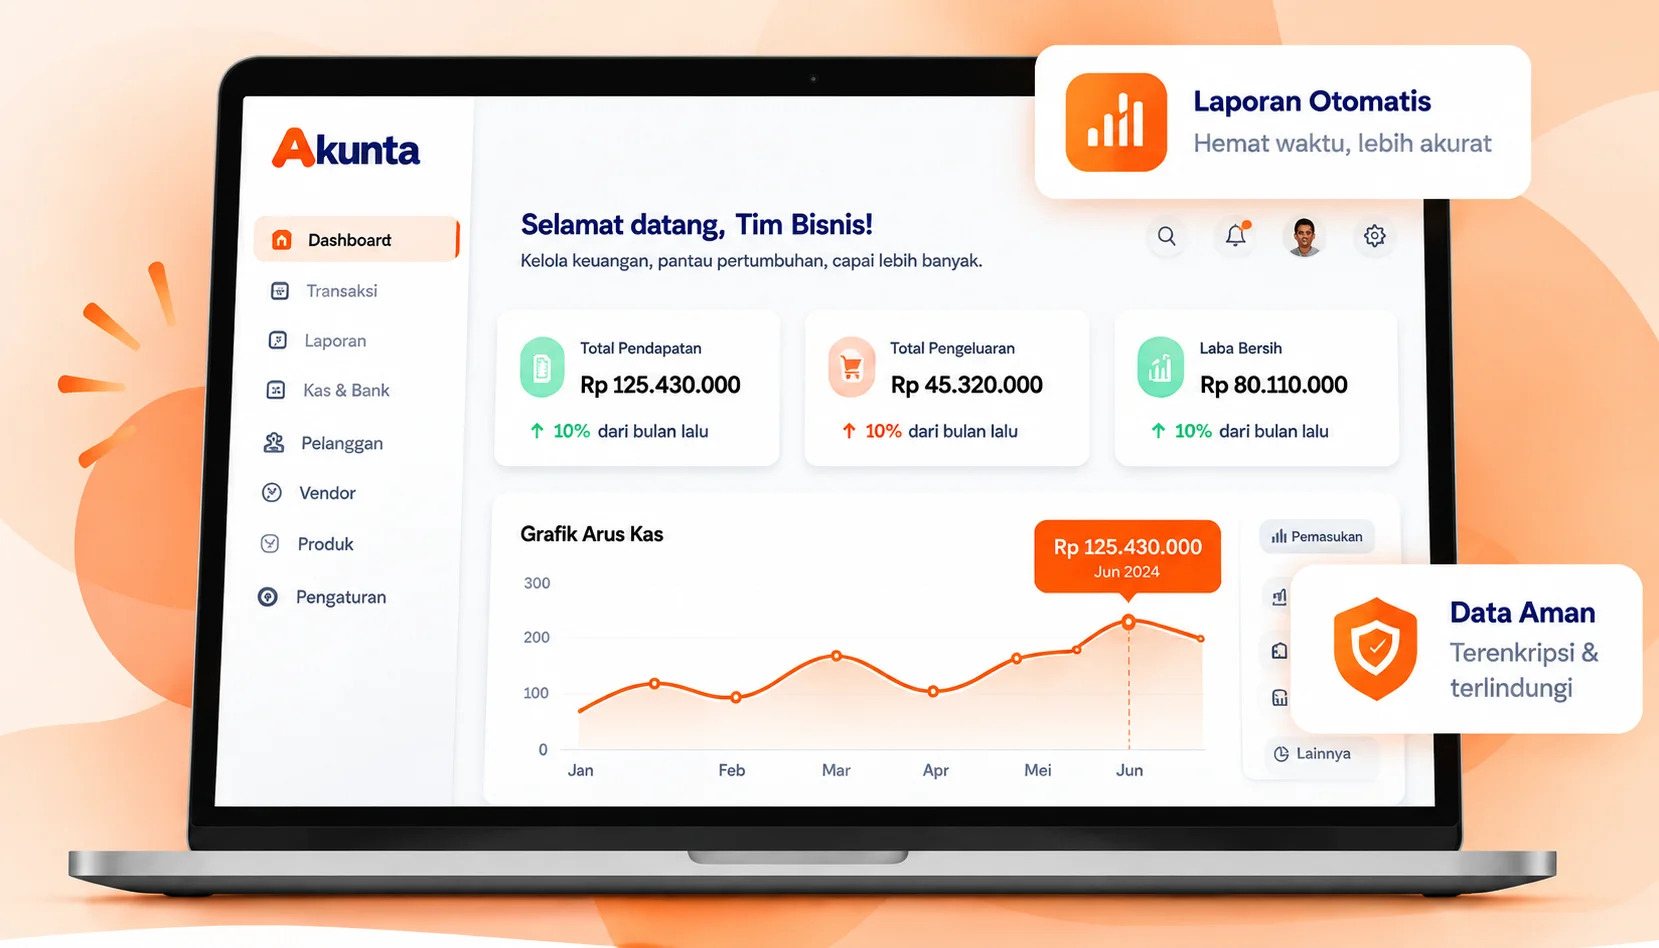 Akunta
Dashboard
Transaksi
Laporan
Kas & Bank
Pelanggan
Vendor
Produk
Pengaturan
Selamat datang, Tim Bisnis!
Kelola keuangan, pantau pertumbuhan, capai lebih banyak.
Laporan Otomatis
Hemat waktu, lebih akurat
Total Pendapatan
Rp 125.430.000
↑ 10% dari bulan lalu
Total Pengeluaran
Rp 45.320.000
↑ 10% dari bulan lalu
Laba Bersih
Rp 80.110.000
↑ 10% dari bulan lalu
Grafik Arus Kas
300
200
100
0
Jan Feb Mar Apr Mei Jun
Rp 125.430.000
Jun 2024
Pemasukan
Lainnya
Data Aman
Terenkripsi &
terlindungi